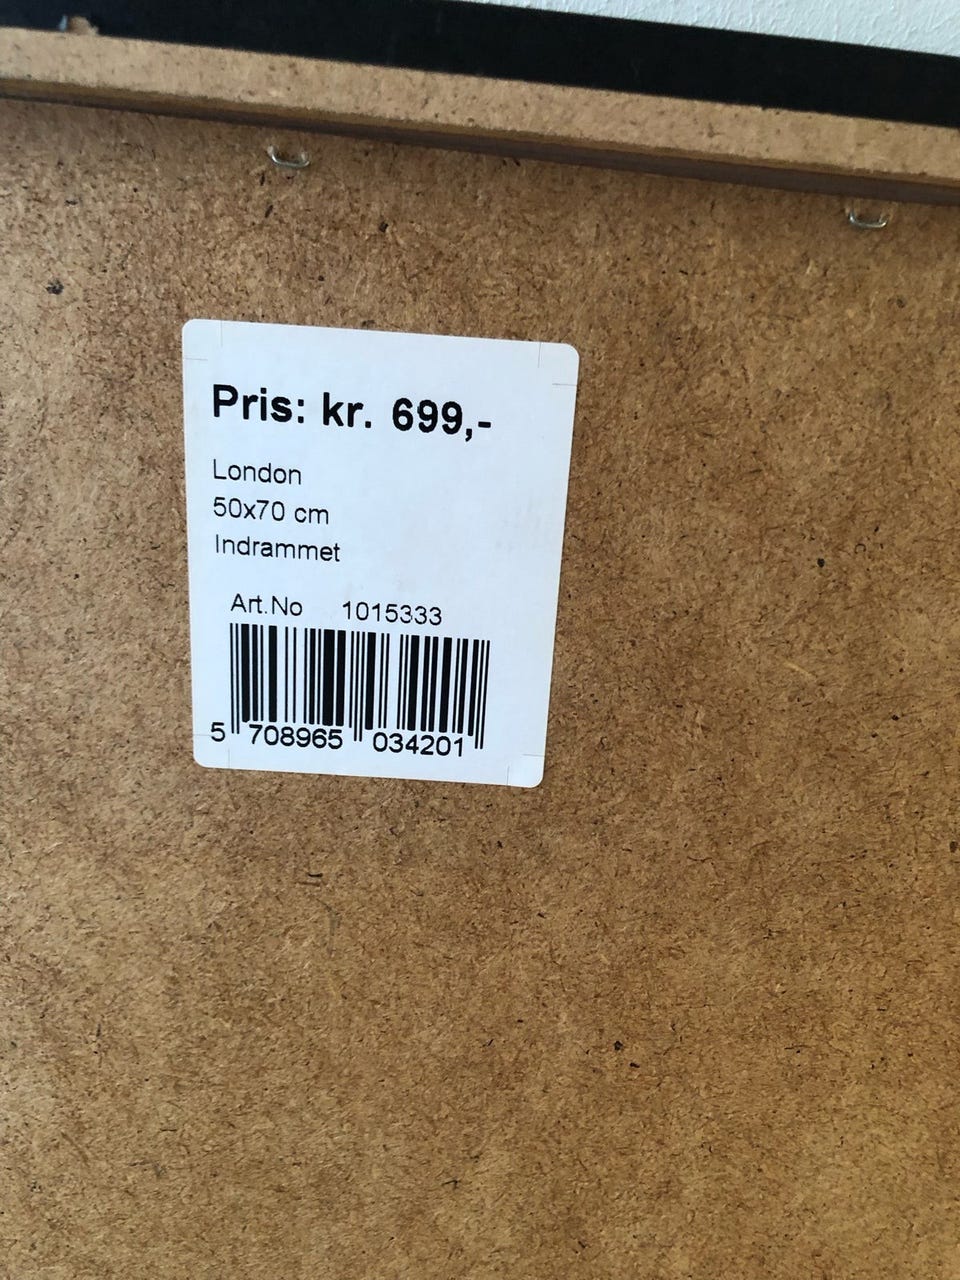 Pris: kr. 699,-
London
50x70 cm
Indrammet
Art.No 1015333
5 708965 034201